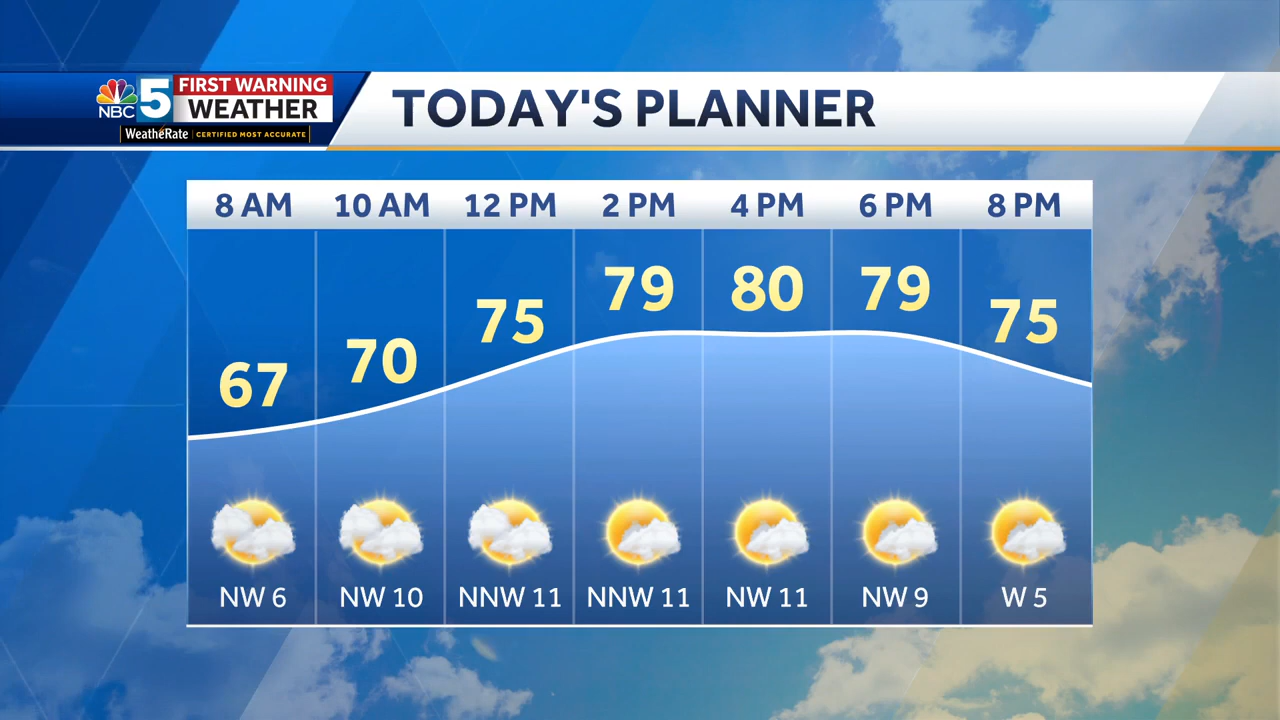 NBC 5 FIRST WARNING WEATHER
WeatheRate | CERTIFIED MOST ACCURATE
TODAY'S PLANNER
8 AM 10 AM 12 PM 2 PM 4 PM 6 PM 8 PM
67 70 75 79 80 79 75
NW 6 NW 10 NNW 11 NNW 11 NW 11 NW 9 W 5